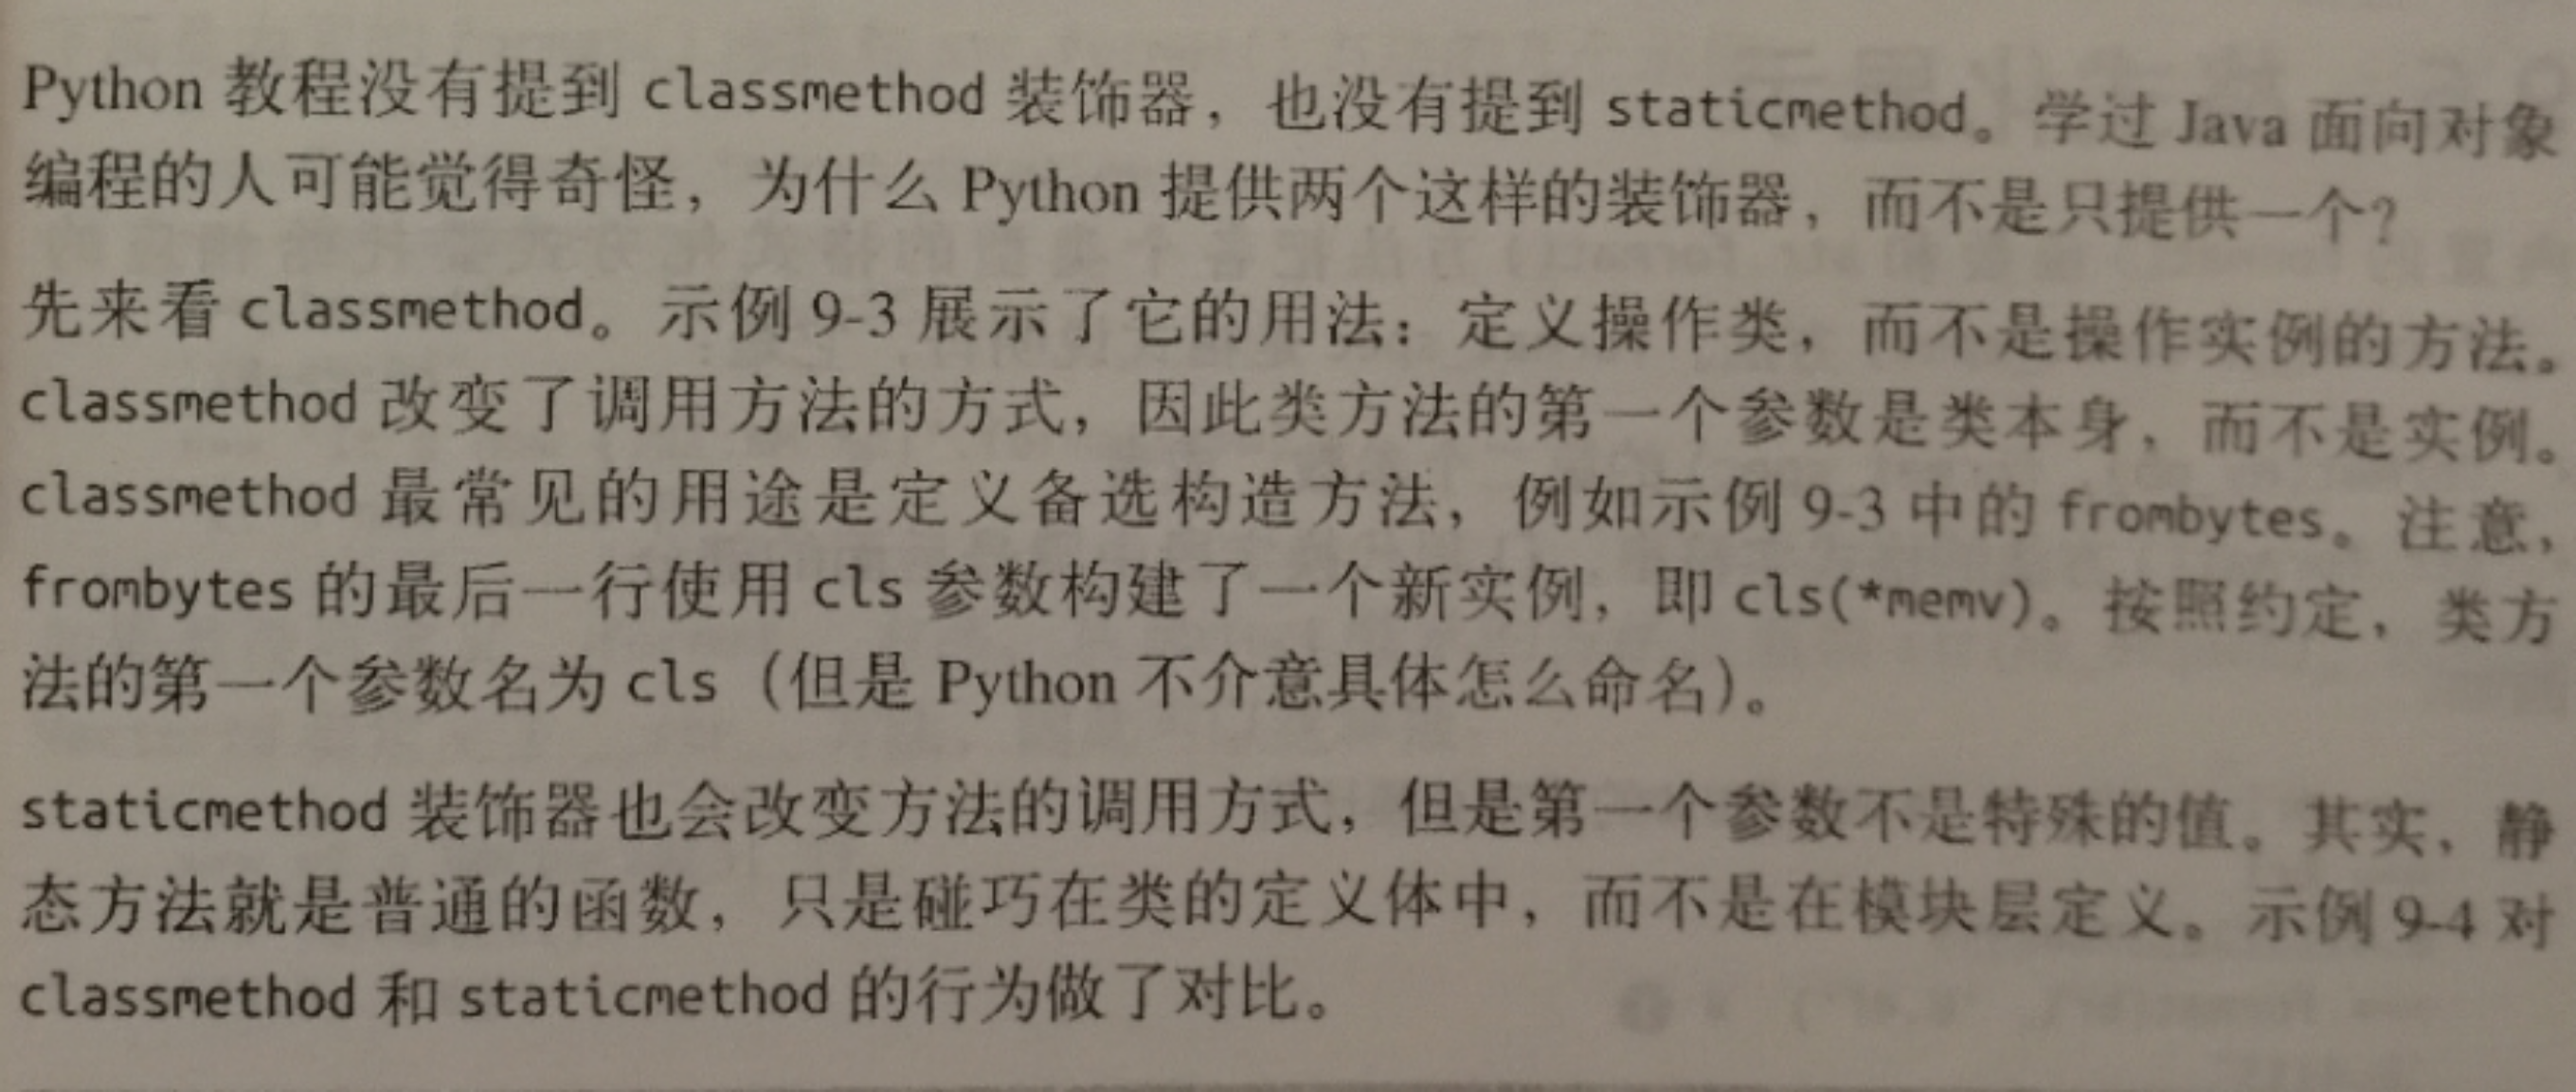 Python 教程没有提到 classmethod 装饰器，也没有提到 staticmethod。学过 Java 面向对象
编程的人可能觉得奇怪，为什么 Python 提供两个这样的装饰器，而不是只提供一个？
先来看 classmethod。示例 9-3 展示了它的用法：定义操作类，而不是操作实例的方法。
classmethod 改变了调用方法的方式，因此类方法的第一个参数是类本身，而不是实例。
classmethod 最常见的用途是定义备选构造方法，例如示例 9-3 中的 frombytes。注意，
frombytes 的最后一行使用 cls 参数构建了一个新实例，即 cls(*memv)。按照约定，类方
法的第一个参数名为 cls（但是 Python 不介意具体怎么命名）。
staticmethod 装饰器也会改变方法的调用方式，但是第一个参数不是特殊的值。其实，静
态方法就是普通的函数，只是碰巧在类的定义体中，而不是在模块层定义。示例 9-4 对
classmethod 和 staticmethod 的行为做了对比。